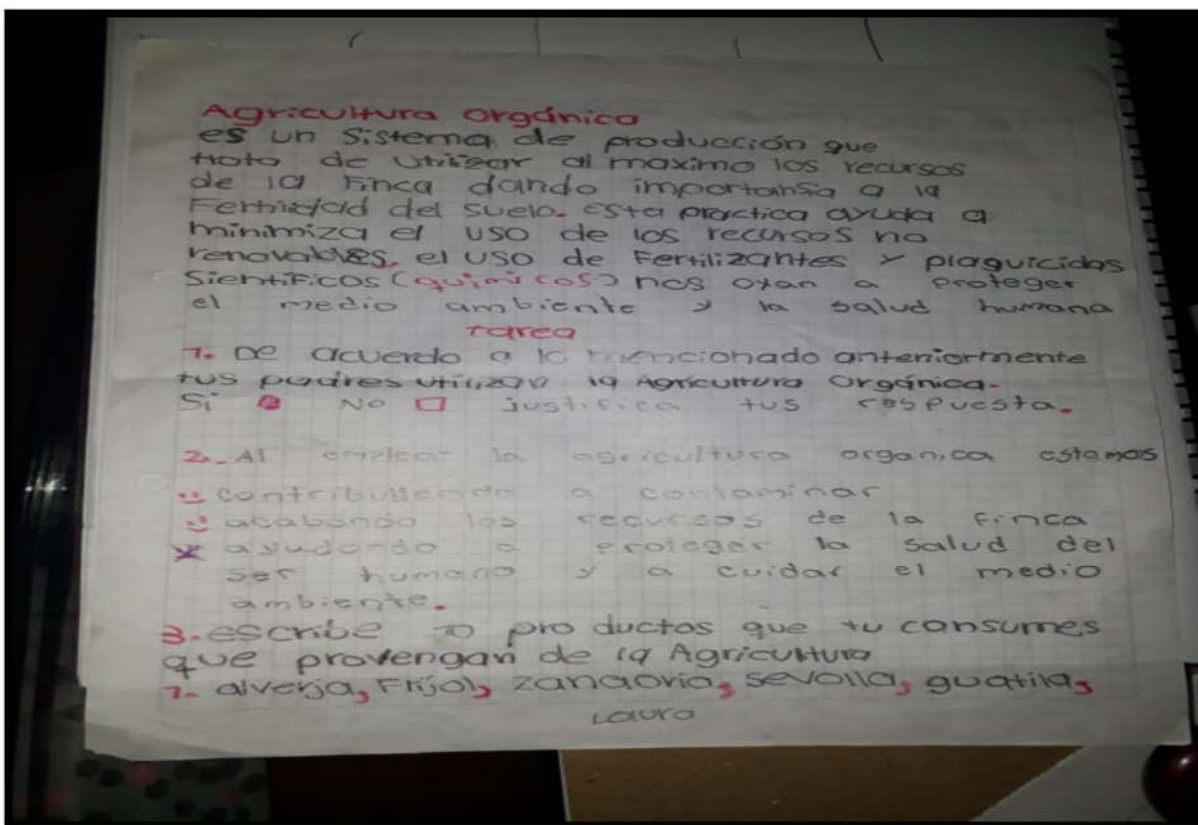 Agricultura orgánica
es un sistema de producción que
trata de utilizar al maximo los recursos
de la Finca dando importansia a la
Fertilidad del suelo. esta practica ayuda a
minimiza el uso de los recursos no
renovables, el uso de Fertilizantes y plaguicidas
SientiFicos (químicos) nos a proteger
el medio ambiente y la salud humana
tarea
1. De acuerdo a lo mencionado anteriormente
tus padres utilizan la Agricultura Orgánica.
Si No justifica tus respuesta.
2. Al emplear la agricultura organica estamos
contribullendo a contaminar
acabando los recursos de la Finca
x ayudando a proteger la salud del
ser humano y a cuidar el medio
ambiente.
3. escribe 10 productos que tu consumes
que provengan de la Agricultura
1. alverja, Frijol, zanaoria, sevolla, guatila,
Laura